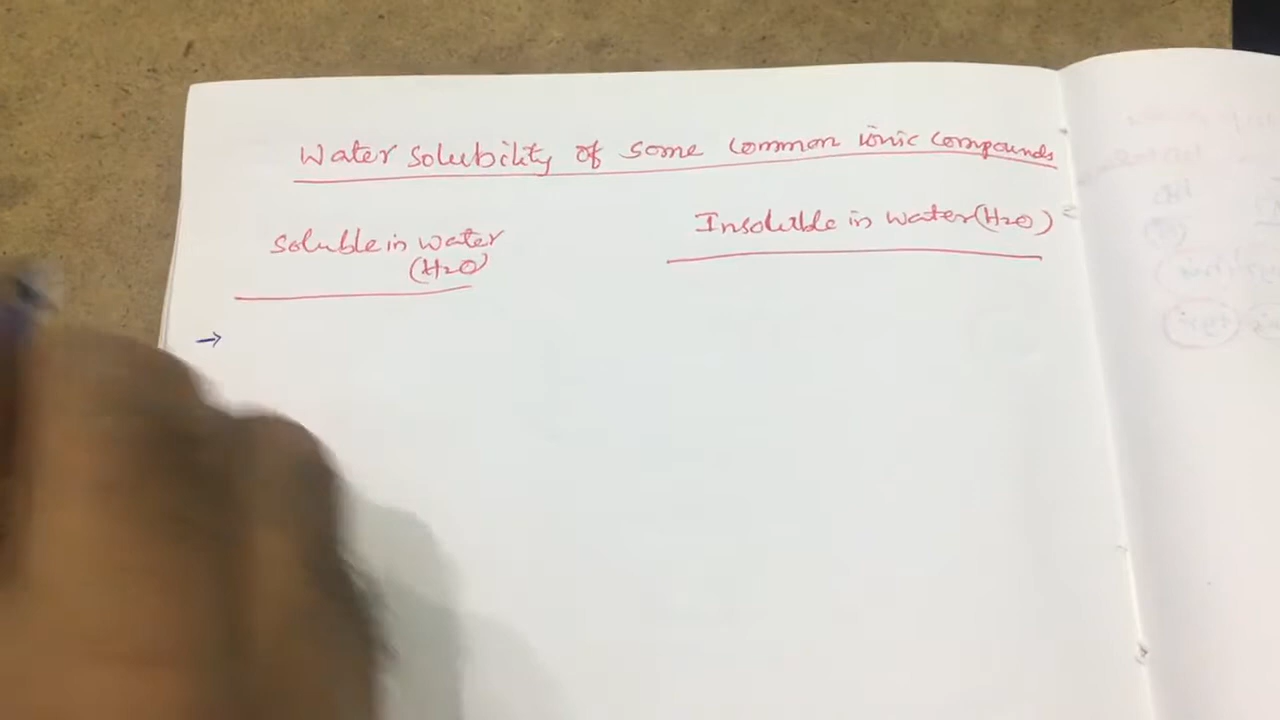 Water solubility of some common ionic compounds
Soluble in water
(H2O)
Insoluble in water (H2O)
→